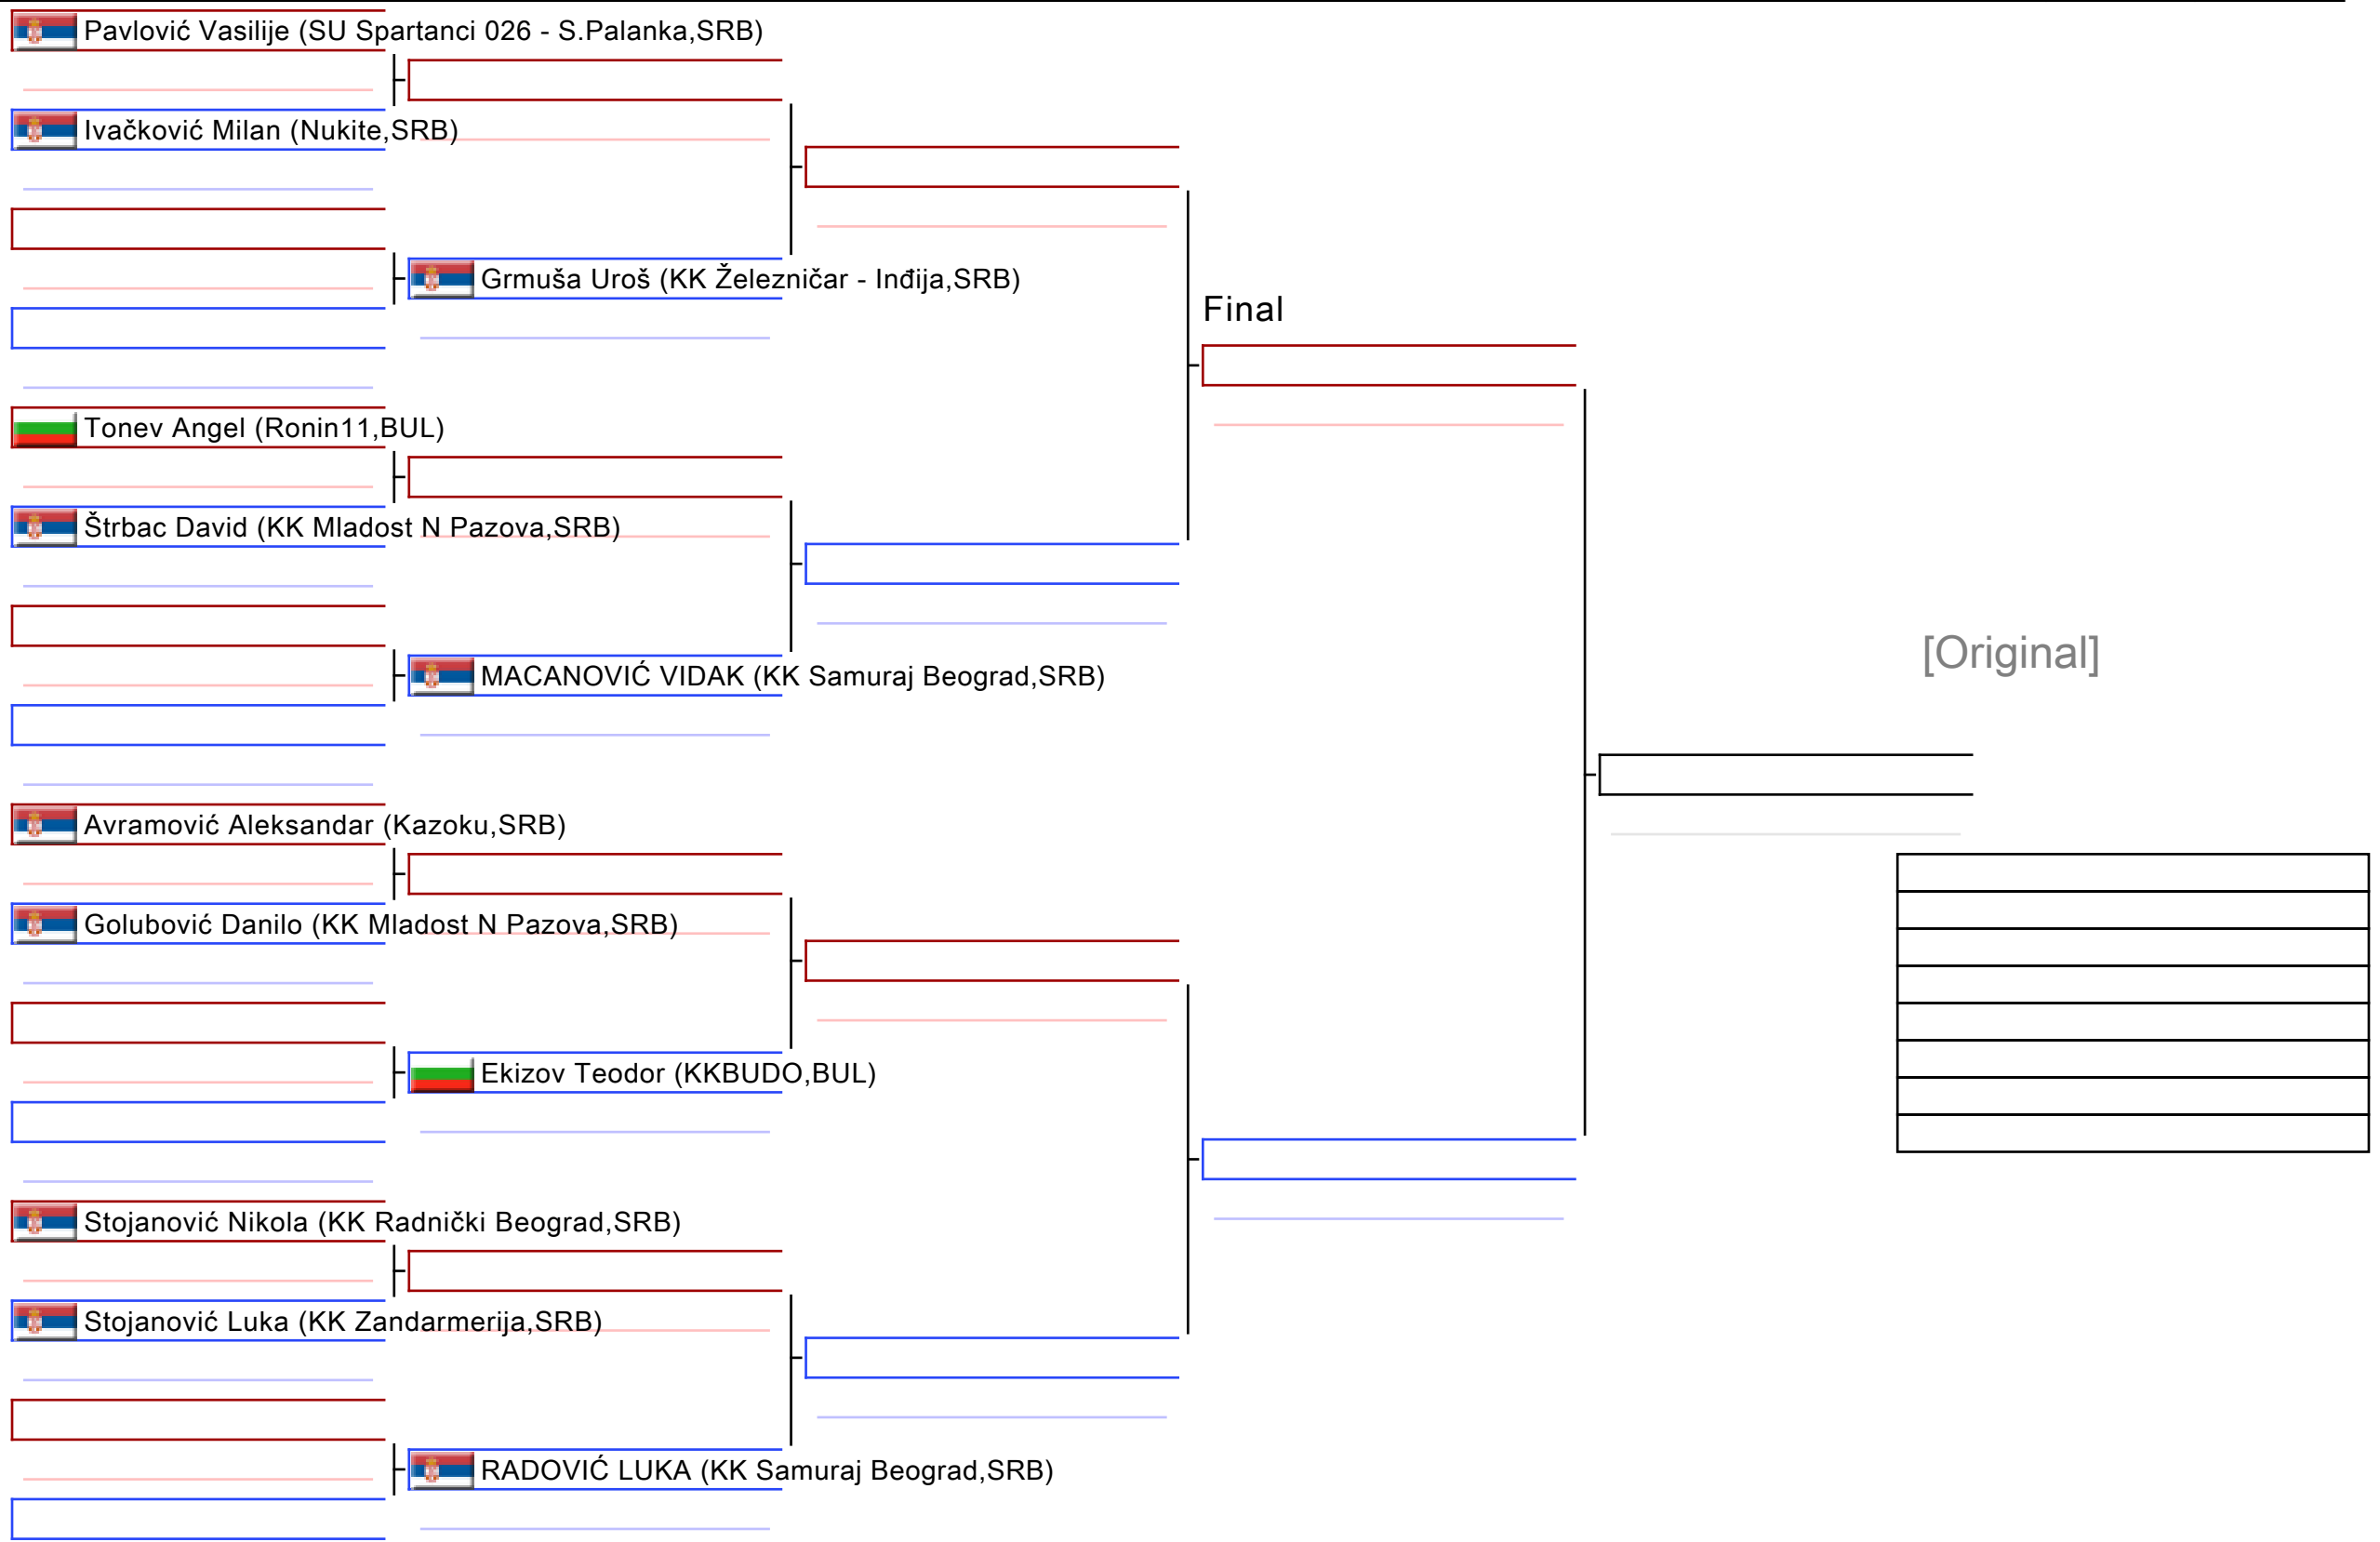 Pavlović Vasilije (SU Spartanci 026 - S.Palanka,SRB)
Ivačković Milan (Nukite,SRB)
Grmuša Uroš (KK Železničar - Inđija,SRB)
Final
Tonev Angel (Ronin11,BUL)
Štrbac David (KK Mladost N Pazova,SRB)
[Original]
MACANOVIĆ VIDAK (KK Samuraj Beograd,SRB)
Avramović Aleksandar (Kazoku,SRB)
Golubović Danilo (KK Mladost N Pazova,SRB)
Ekizov Teodor (KKBUDO,BUL)
Stojanović Nikola (KK Radnički Beograd,SRB)
Stojanović Luka (KK Zandarmerija,SRB)
RADOVIĆ LUKA (KK Samuraj Beograd,SRB)